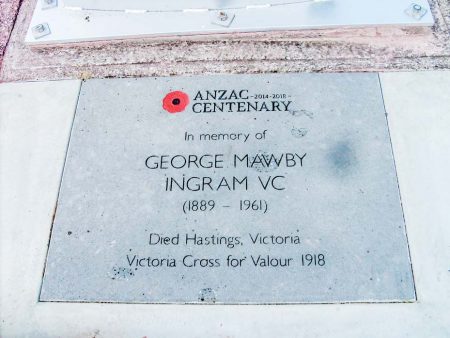 ANZAC -2014-2018-
CENTENARY
In memory of
GEORGE MAWBY
INGRAM VC
(1889 - 1961)
Died Hastings, Victoria
Victoria Cross for Valour 1918